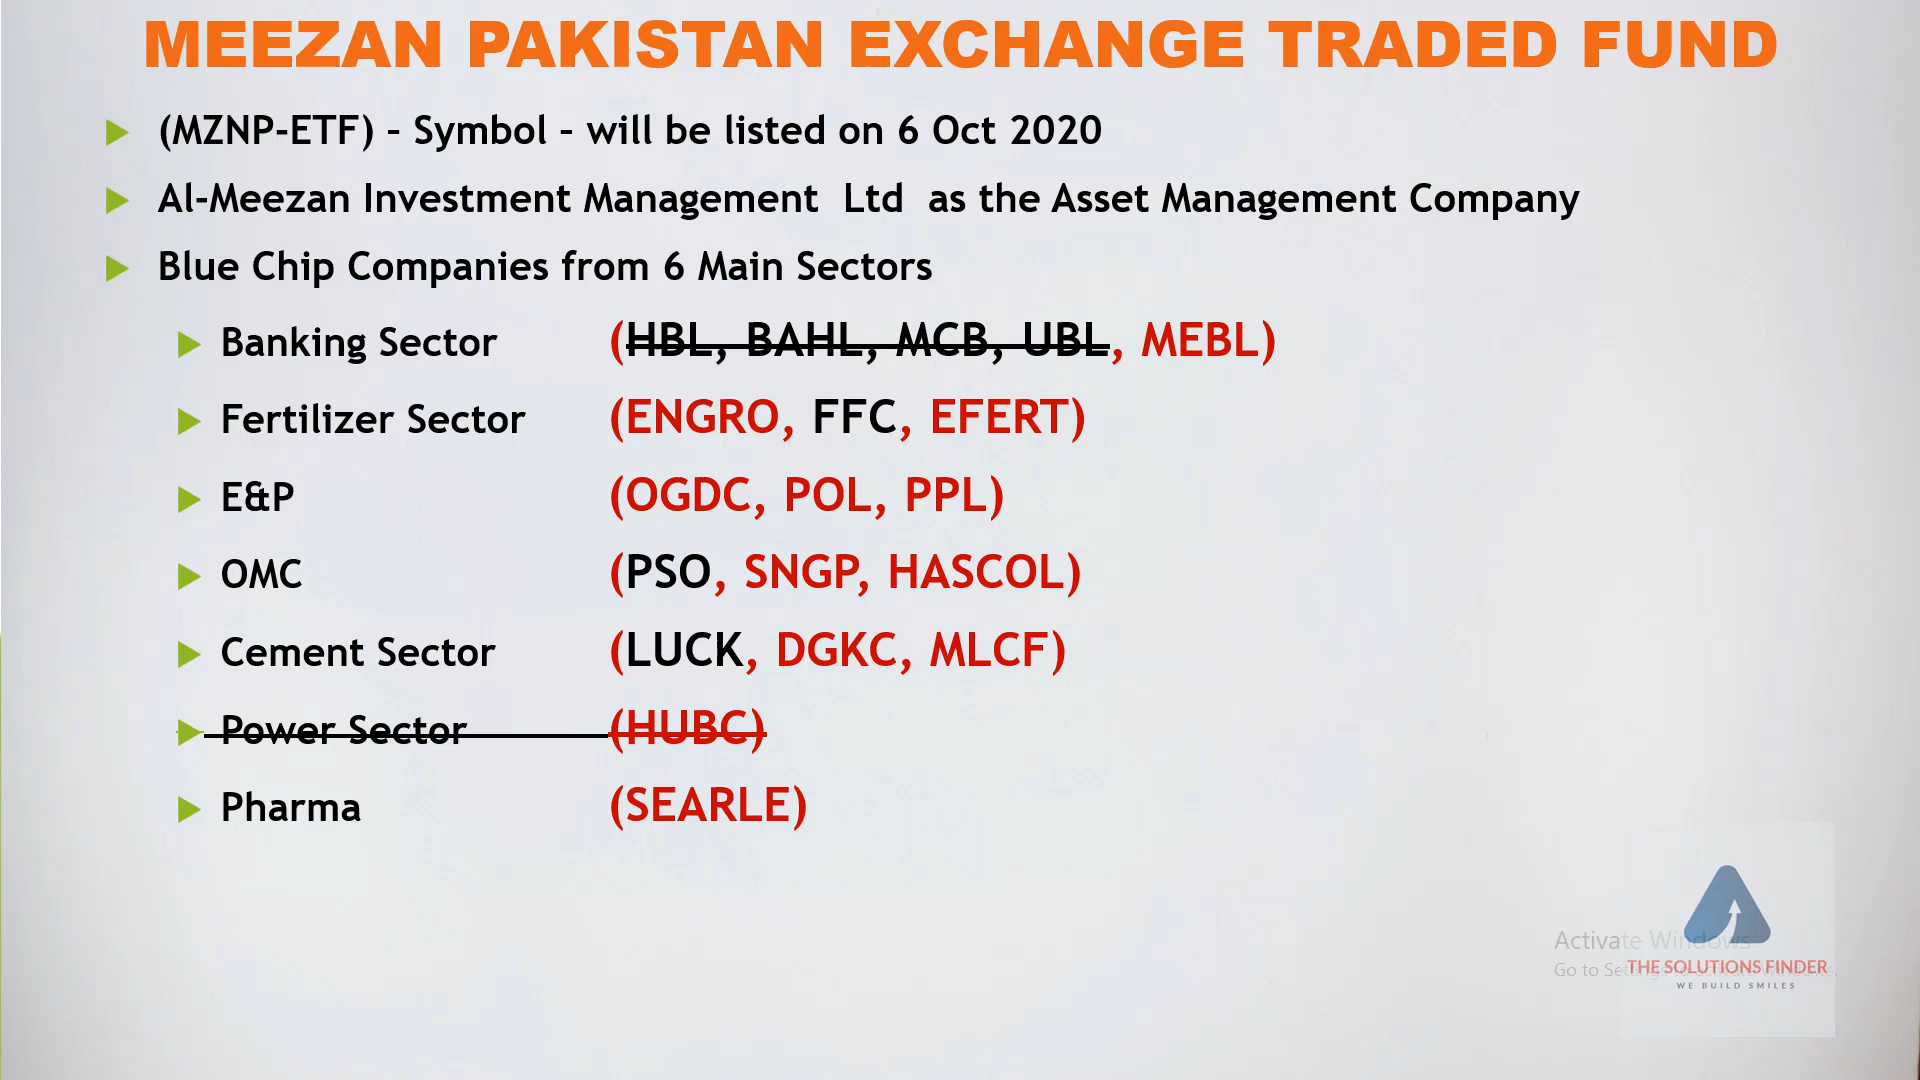 MEEZAN PAKISTAN EXCHANGE TRADED FUND
(MZNP-ETF) – Symbol – will be listed on 6 Oct 2020
Al-Meezan Investment Management Ltd as the Asset Management Company
Blue Chip Companies from 6 Main Sectors
Banking Sector (HBL, BAHL, MCB, UBL, MEBL)
Fertilizer Sector (ENGRO, FFC, EFERT)
E&P (OGDC, POL, PPL)
OMC (PSO, SNGP, HASCOL)
Cement Sector (LUCK, DGKC, MLCF)
Power Sector (HUBC)
Pharma (SEARLE)
Activate Windows
Go to
THE SOLUTIONS FINDER
WE BUILD SMILES